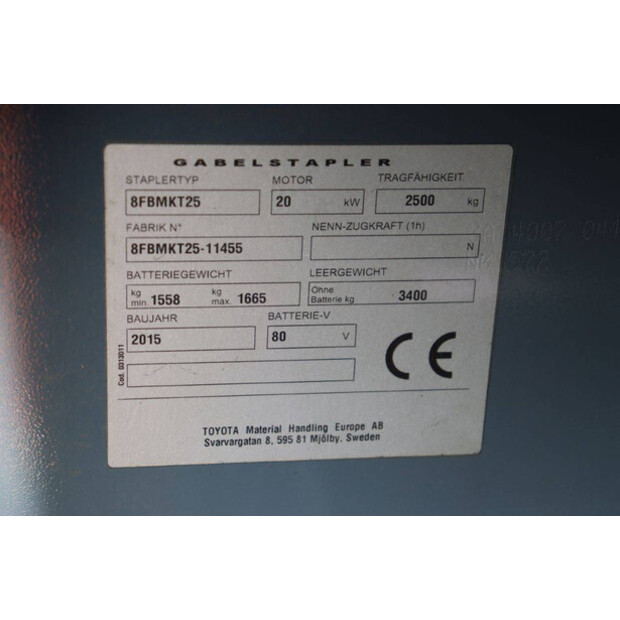 GABELSTAPLER
STAPLERTYP MOTOR TRAGFÄHIGKEIT
8FBMKT25 20 kW 2500 kg
FABRIK N° NENN-ZUGKRAFT (1h)
8FBMKT25-11455 N
BATTERIEGEWICHT LEERGEWICHT
kg min. 1558 kg max. 1665 Ohne Batterie kg 3400
BAUJAHR BATTERIE-V
2015 80 V
CE
Cod. 0313011
TOYOTA Material Handling Europe AB
Svarvargatan 8, 595 81 Mjölby. Sweden